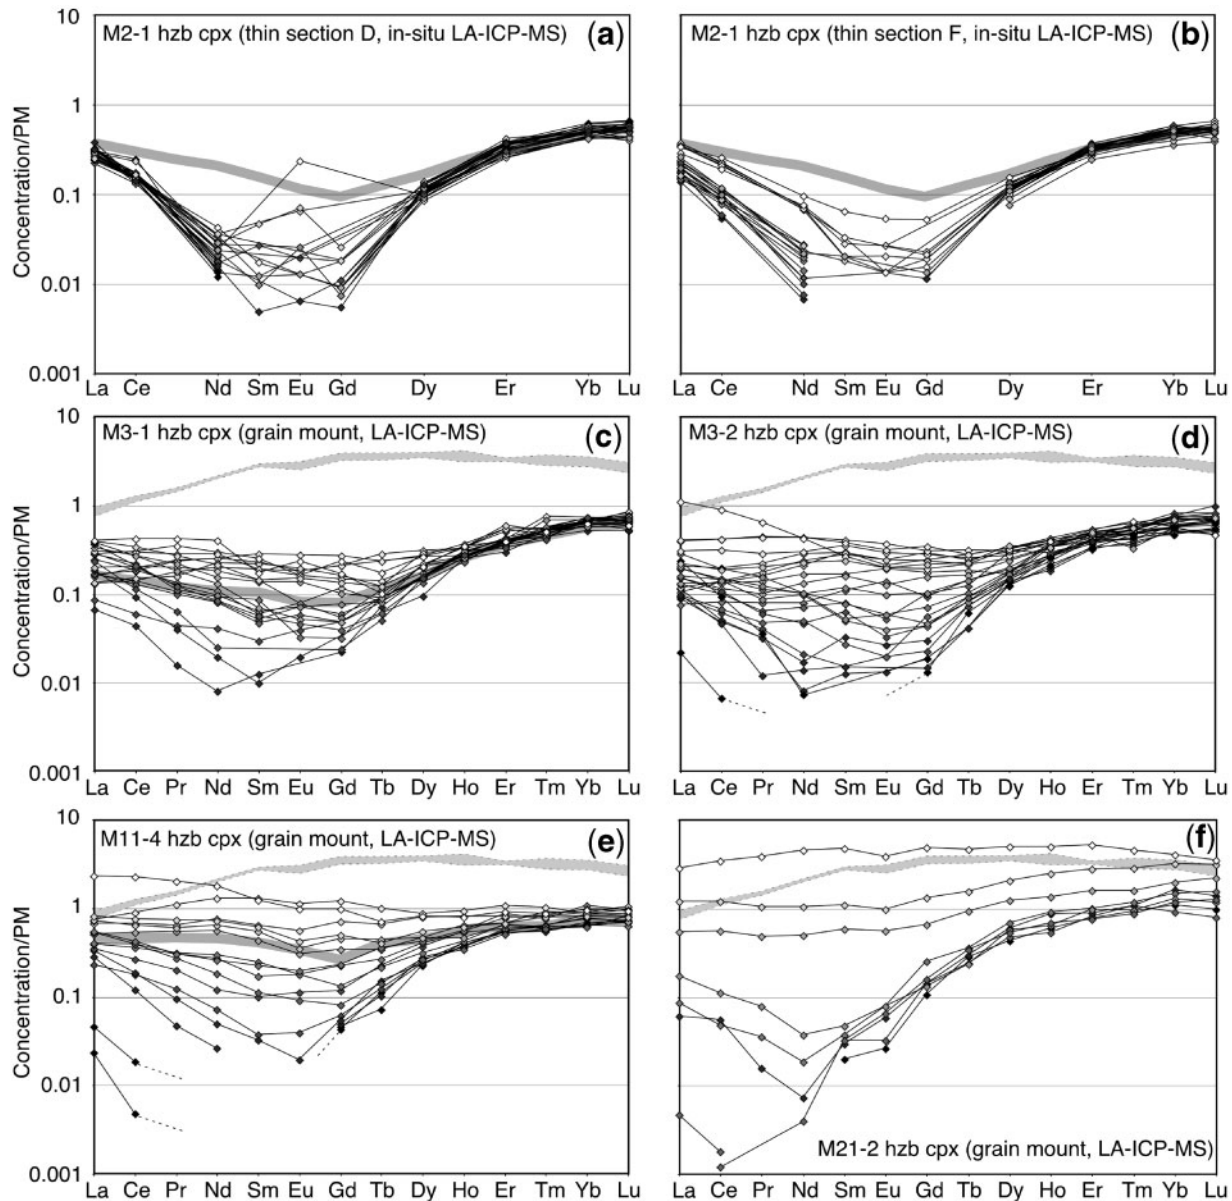 M2-1 hzb cpx (thin section D, in-situ LA-ICP-MS) (a)
10
1
0.1
0.01
0.001
Concentration/PM
La Ce Nd Sm Eu Gd Dy Er Yb Lu
M2-1 hzb cpx (thin section F, in-situ LA-ICP-MS) (b)
La Ce Nd Sm Eu Gd Dy Er Yb Lu
M3-1 hzb cpx (grain mount, LA-ICP-MS) (c)
10
1
0.1
0.01
0.001
Concentration/PM
La Ce Pr Nd Sm Eu Gd Tb Dy Ho Er Tm Yb Lu
M3-2 hzb cpx (grain mount, LA-ICP-MS) (d)
La Ce Pr Nd Sm Eu Gd Tb Dy Ho Er Tm Yb Lu
M11-4 hzb cpx (grain mount, LA-ICP-MS) (e)
10
1
0.1
0.01
0.001
Concentration/PM
La Ce Pr Nd Sm Eu Gd Tb Dy Ho Er Tm Yb Lu
(f)
M21-2 hzb cpx (grain mount, LA-ICP-MS)
La Ce Pr Nd Sm Eu Gd Tb Dy Ho Er Tm Yb Lu